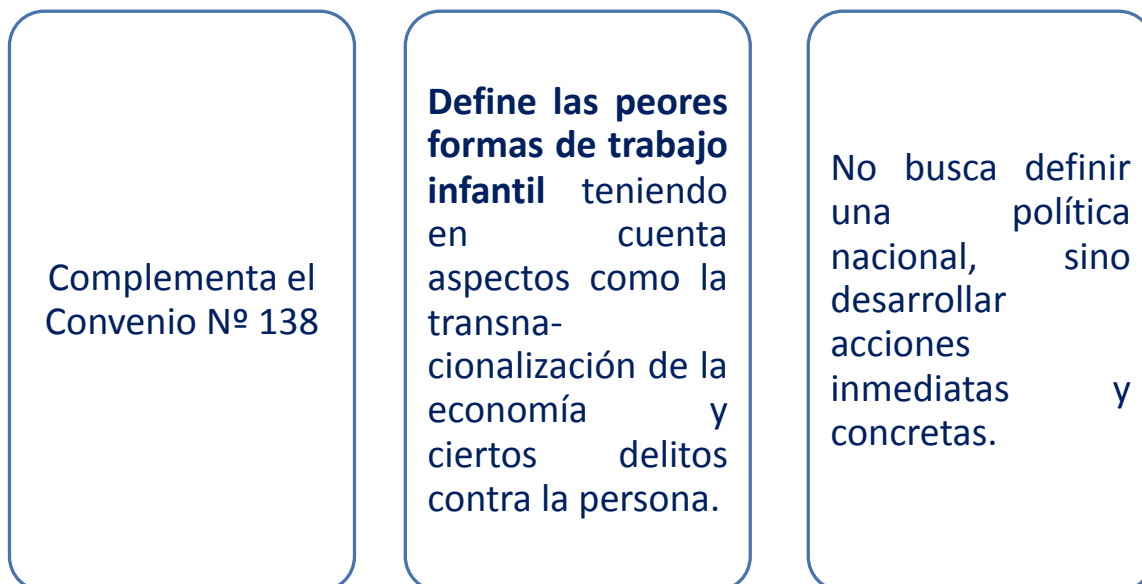 Complementa el
Convenio Nº 138
Define las peores
formas de trabajo
infantil teniendo
en cuenta
aspectos como la
transna-
cionalización de la
economía y
ciertos delitos
contra la persona.
No busca definir
una política
nacional, sino
desarrollar
acciones
inmediatas y
concretas.